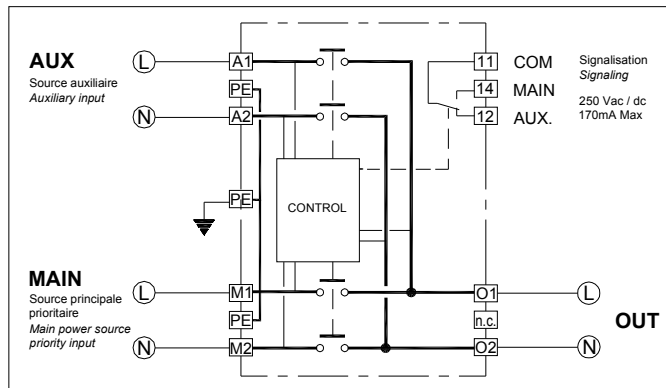 AUX
Source auxiliaire
Auxiliary input
L
N
A1
PE
A2
PE
CONTROL
11
14
12
COM
MAIN
AUX.
Signalisation
Signaling
250 Vac / dc
170mA Max
MAIN
Source principale
prioritaire
Main power source
priority input
L
N
M1
PE
M2
O1
n.c.
O2
L
N
OUT